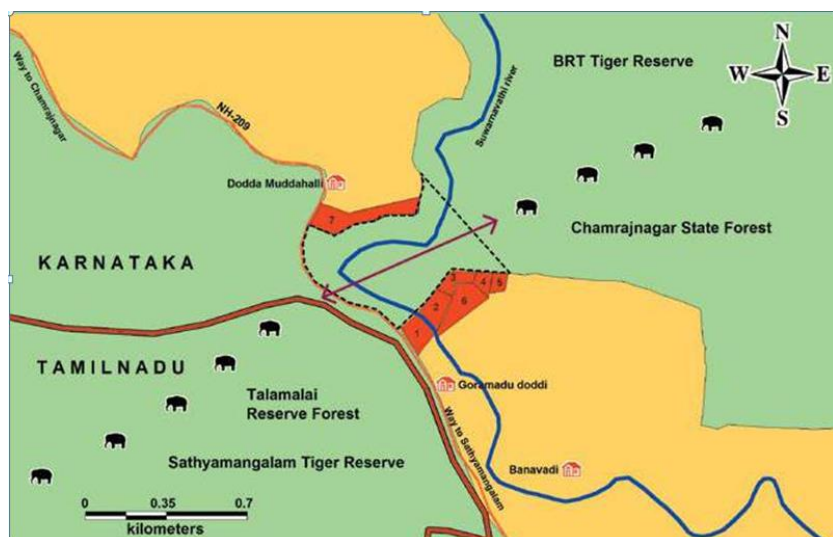 N
W E
S
BRT Tiger Reserve
Way to Chamrajnagar
NH-209
Suwarnavathi river
Dodda Muddahalli
7
Chamrajnagar State Forest
KARNATAKA
3
4
5
2
6
1
TAMILNADU
Talamalai
Reserve Forest
Goramadu doddi
Way to Sathyamangalam
Sathyamangalam Tiger Reserve
Banavadi
0 0.35 0.7
kilometers